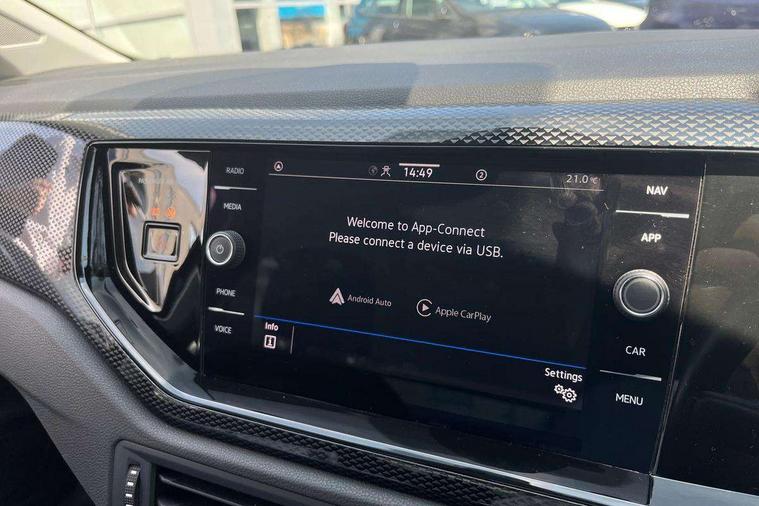 RADIO
MEDIA
PHONE
VOICE
14:49
2
21.0 °C
Welcome to App-Connect
Please connect a device via USB.
Android Auto
Apple CarPlay
Info
Settings
NAV
APP
CAR
MENU